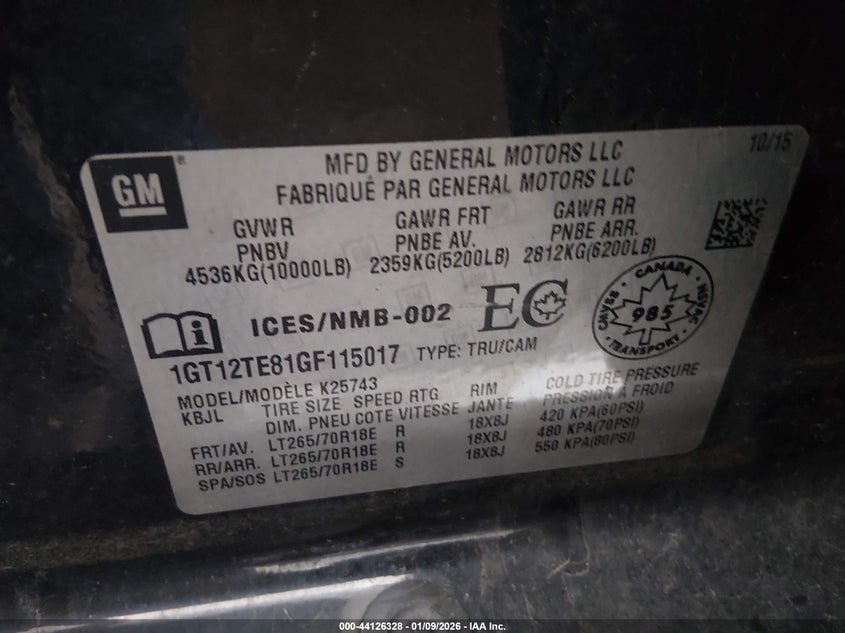 GM
MFD BY GENERAL MOTORS LLC
10/15
FABRIQUÉ PAR GENERAL MOTORS LLC
GVWR GAWR FRT GAWR RR
PNBV PNBE AV. PNBE ARR.
4536KG(10000LB) 2359KG(5200LB) 2812KG(6200LB)
ICES/NMB-002 EC
CANADA
CMVSS 985 NSVAC
TRANSPORT
1GT12TE81GF115017 TYPE: TRU/CAM
MODEL/MODÈLE K25743
KBJL TIRE SIZE SPEED RTG RIM COLD TIRE PRESSURE
DIM. PNEU COTE VITESSE JANTE PRESSION À FROID
FRT/AV. LT265/70R18E R 18X8J 420 KPA(60PSI)
RR/ARR. LT265/70R18E R 18X8J 480 KPA(70PSI)
SPA/SOS LT265/70R18E S 18X8J 550 KPA(80PSI)
000-44126328 - 01/09/2026 - IAA Inc.